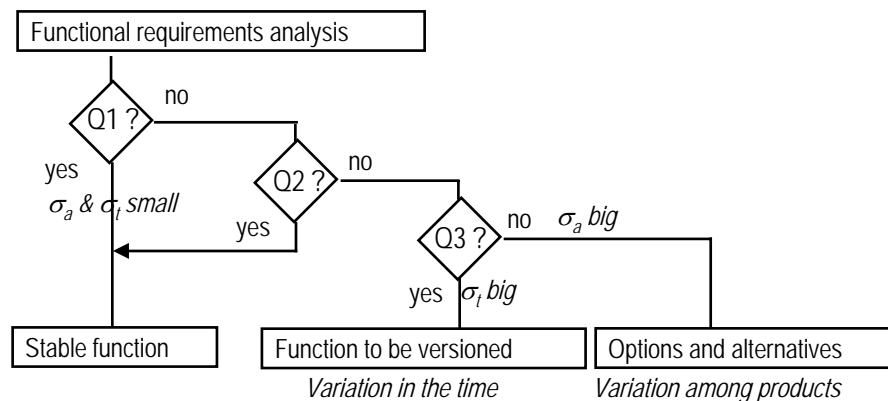 Functional requirements analysis
no
Q1 ?
yes
no
Q2 ?
σa & σt small
yes
no
σa big
Q3 ?
yes
σt big
Stable function
Function to be versioned
Options and alternatives
Variation in the time
Variation among products